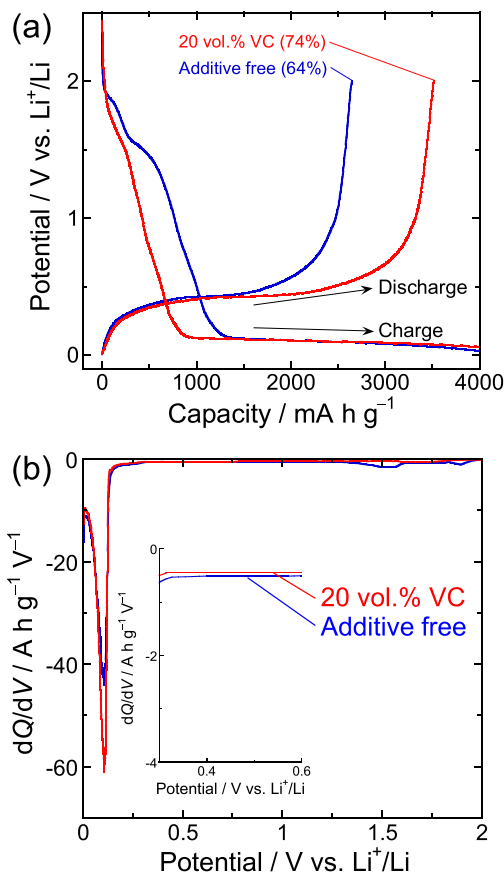 (a)
20 vol.% VC (74%)
Additive free (64%)
2
1
0
Potential / V vs. Li⁺/Li
Discharge
Charge
0 1000 2000 3000 4000
Capacity / mA h g⁻¹
(b)
0
-20
-40
-60
dQ/dV / A h g⁻¹ V⁻¹
0
-2
-4
dQ/dV / A h g⁻¹ V⁻¹
0.4 0.6
Potential / V vs. Li⁺/Li
20 vol.% VC
Additive free
0 0.5 1 1.5 2
Potential / V vs. Li⁺/Li